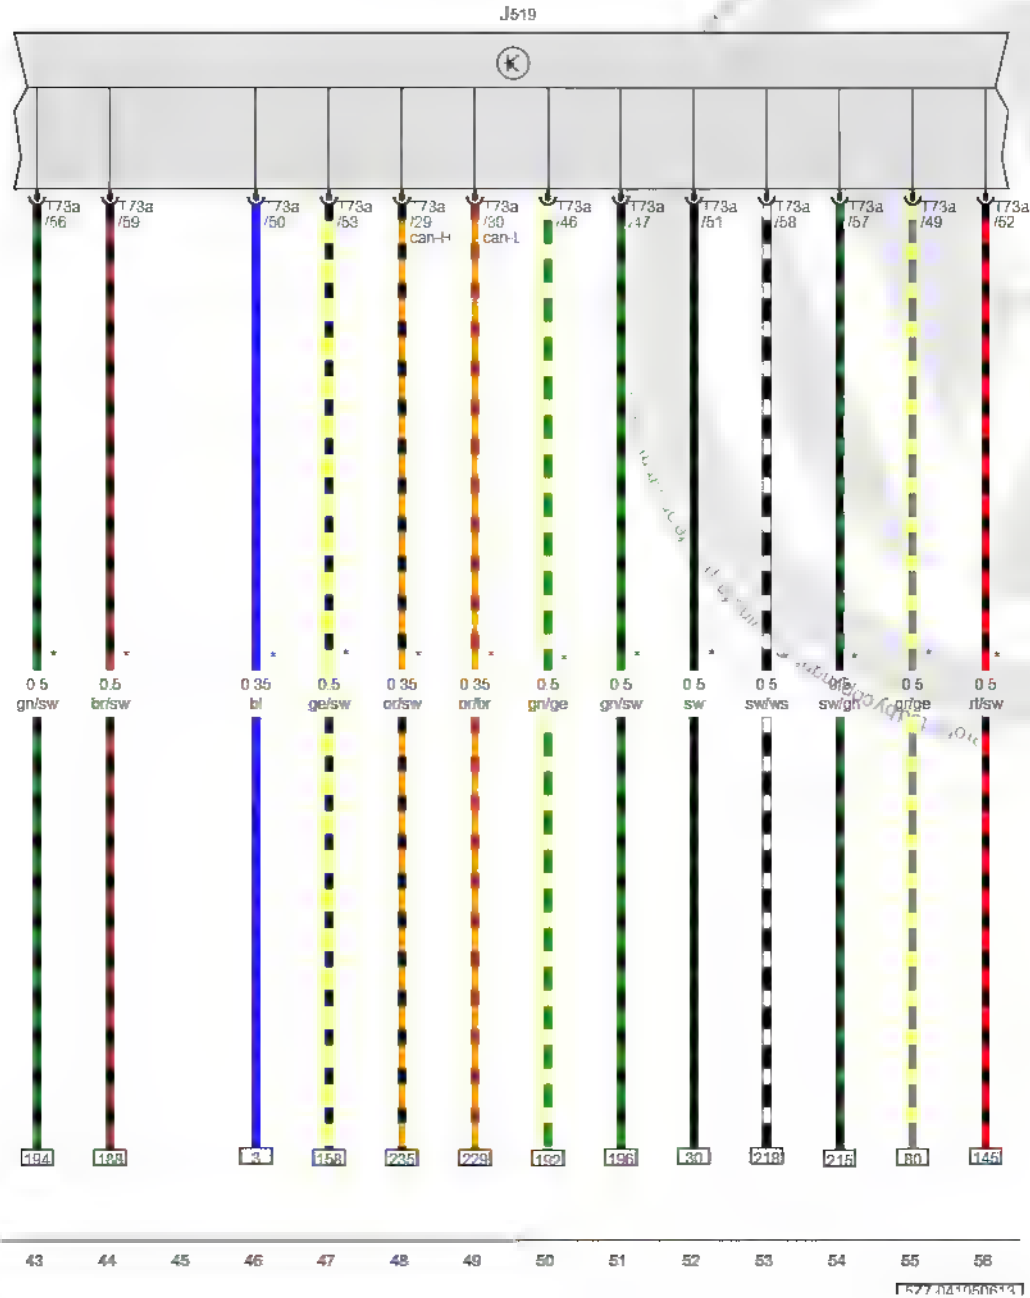 J519
K
T73a /56
T73a /59
T73a /50
T73a /53
T73a /29 can-H
T73a /30 can-L
T73a /46
T73a /47
T73a /51
T73a /58
T73a /57
T73a /49
T73a /52
* * * * * * * * * * * * *
0.5 0.5 0.35 0.5 0.35 0.35 0.5 0.5 0.5 0.5 0.5 0.5
gn/sw br/sw bl ge/sw or/sw or/br gn/ge gn/sw sw sw/ws sw/gn gr/ge rt/sw
194 188 3 158 235 229 192 196 30 218 215 80 145
43 44 45 46 47 48 49 50 51 52 53 54 55 56
577-041050613